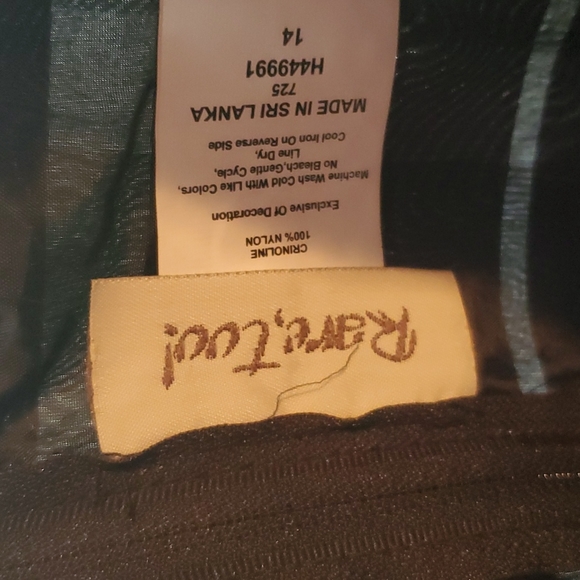 Rare,too!
CRINOLINE
100% NYLON
Exclusive Of Decoration
Machine Wash Cold With Like Colors,
No Bleach,Gentle Cycle,
Line Dry,
Cool Iron On Reverse Side
MADE IN SRI LANKA
725
H449991
14